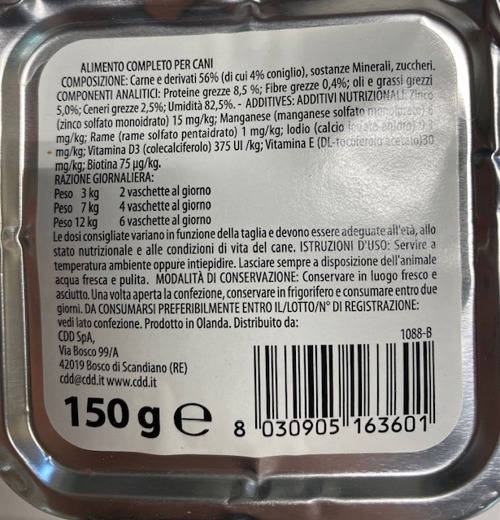 ALIMENTO COMPLETO PER CANI
COMPOSIZIONE: Carne e derivati 56% (di cui 4% coniglio), sostanze Minerali, zuccheri.
COMPONENTI ANALITICI: Proteine grezze 8,5 %; Fibre grezze 0,4%; oli e grassi grezzi
5,0%; Ceneri grezze 2,5%; Umidità 82,5%. - ADDITIVES: ADDITIVI NUTRIZIONALI: Zinco
(zinco solfato monoidrato) 15 mg/kg; Manganese (manganese solfato
mg/kg; Rame (rame solfato pentaidrato) 1 mg/kg; Iodio (calcio
mg/kg; Vitamina D3 (colecalciferolo) 375 UI /kg; Vitamina E (DL-tocoferolo acetato)30
mg/kg; Biotina 75 µg/kg.
RAZIONE GIORNALIERA:
Peso 3 kg 2 vaschette al giorno
Peso 7 kg 4 vaschette al giorno
Peso 12 kg 6 vaschette al giorno
Le dosi consigliate variano in funzione della taglia e devono essere adeguate all'età, allo
stato nutrizionale e alle condizioni di vita del cane. ISTRUZIONI D'USO: Servire a
temperatura ambiente oppure intiepidire. Lasciare sempre a disposizione dell'animale
acqua fresca e pulita. MODALITÀ DI CONSERVAZIONE: Conservare in luogo fresco e
asciutto. Una volta aperta la confezione, conservare in frigorifero e consumare entro due
giorni. DA CONSUMARSI PREFERIBILMENTE ENTRO IL/LOTTO/N° DI REGISTRAZIONE:
vedi lato confezione. Prodotto in Olanda. Distribuito da:
CDD SpA,
Via Bosco 99/A
42019 Bosco di Scandiano (RE)
cdd@cdd.it www.cdd.it
1088-B
150 g e
8 030905 163601